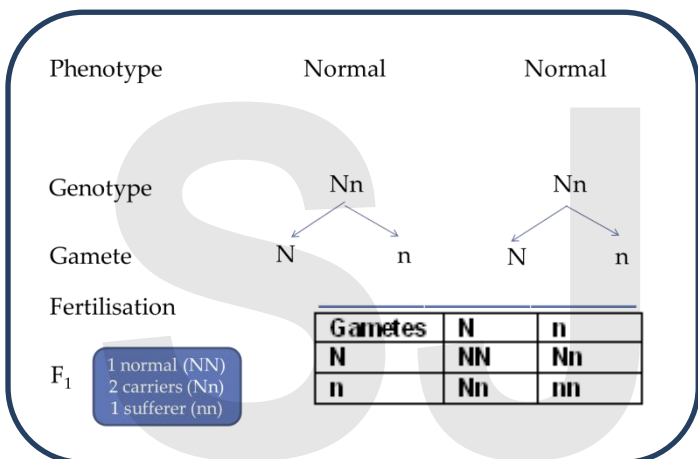 Phenotype Normal Normal
Genotype Nn Nn
Gamete N n N n
Fertilisation
Gametes N n
N NN Nn
n Nn nn
F1
1 normal (NN)
2 carriers (Nn)
1 sufferer (nn)
SJ